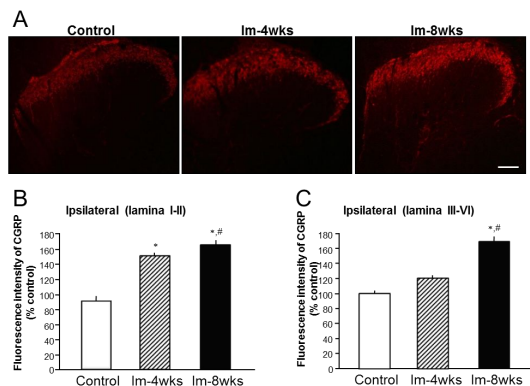 A
Control
Im-4wks
Im-8wks
B
Ipsilateral (lamina I-II)
Fluorescence intensity of CGRP
(% control)
180
160
140
120
100
80
60
40
20
0
*
*,#
Control
Im-4wks
Im-8wks
C
Ipsilateral (lamina III-VI)
Fluorescence intensity of CGRP
(% control)
180
160
140
120
100
80
60
40
20
0
*,#
Control
Im-4wks
Im-8wks